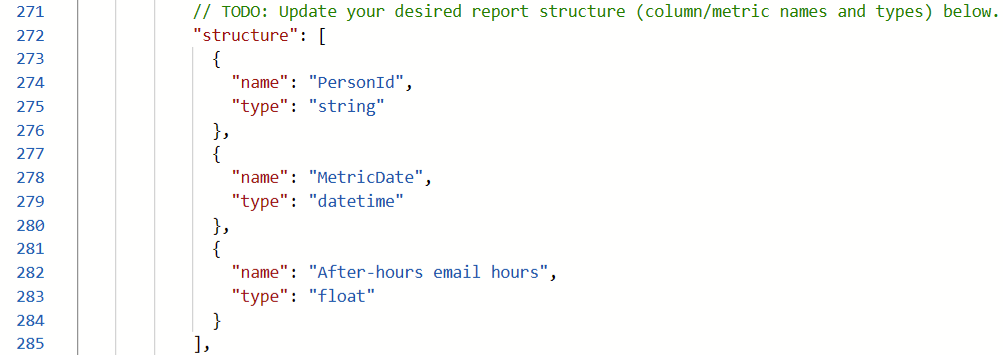 271 // TODO: Update your desired report structure (column/metric names and types) below.
272 "structure": [
273 {
274 "name": "PersonId",
275 "type": "string"
276 },
277 {
278 "name": "MetricDate",
279 "type": "datetime"
280 },
281 {
282 "name": "After-hours email hours",
283 "type": "float"
284 }
285 ],